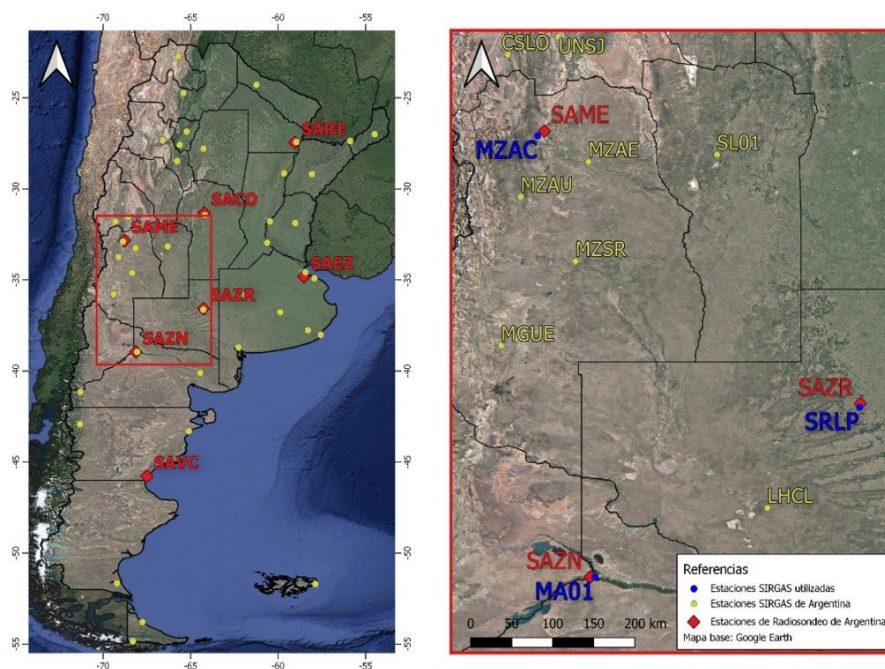 -70
-65
-60
-55
-25
-30
-35
-40
-45
-50
-55
-25
-30
-35
-40
-45
-50
-55
-70
-65
-60
-55
SARE
SACO
SAME
SAEZ
SAZR
SAZN
SAVC
CSLO
UNSJ
SAME
MZAC
MZAE
SL01
MZAU
MZSR
MGUE
SAZR
SRLP
LHCL
SAZN
MA01
0 50 100 150 200 km
Referencias
Estaciones SIRGAS utilizadas
Estaciones SIRGAS de Argentina
Estaciones de Radiosondeo de Argentina
Mapa base: Google Earth